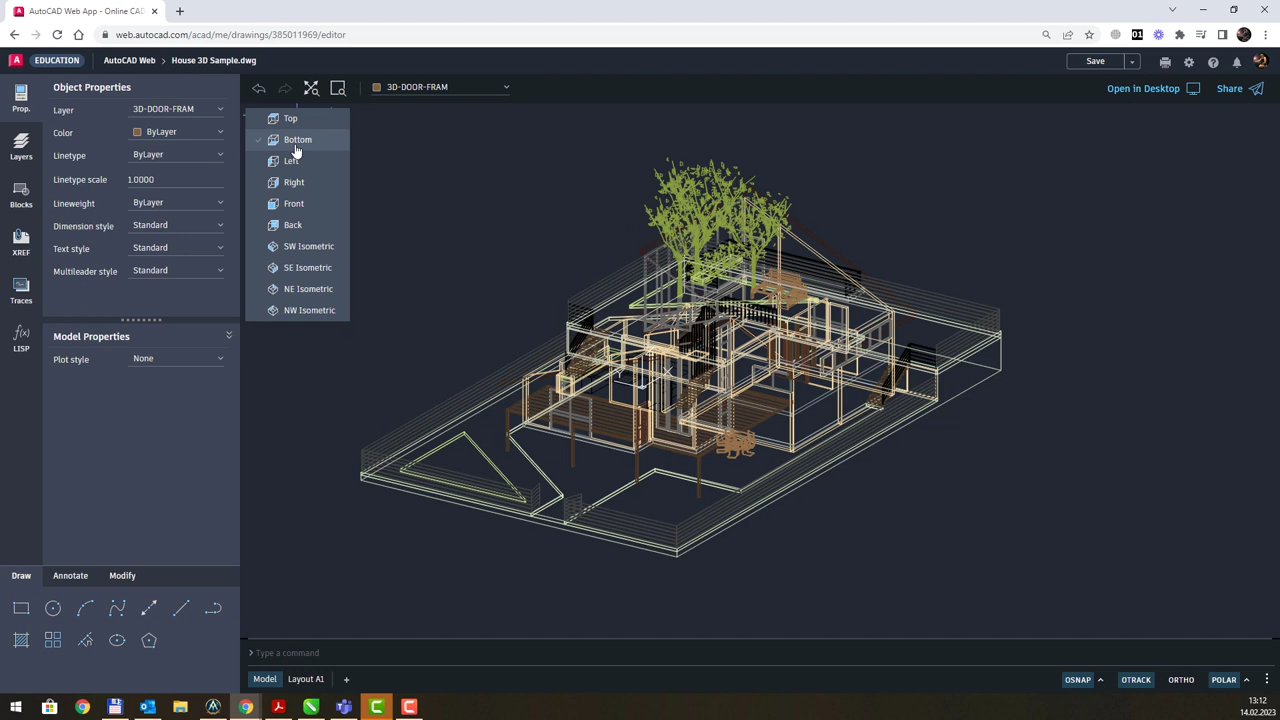 AutoCAD Web App - Online CAD
web.autocad.com/acad/me/drawings/385011969/editor
01
A EDUCATION AutoCAD Web > House 3D Sample.dwg
Save
Prop.
Object Properties
3D-DOOR-FRAM
Open in Desktop
Share
Layer 3D-DOOR-FRAM
Color ByLayer
Linetype ByLayer
Linetype scale 1.0000
Lineweight ByLayer
Dimension style Standard
Text style Standard
Multileader style Standard
Layers
Blocks
XREF
Traces
LISP
Top
Bottom
Left
Right
Front
Back
SW Isometric
SE Isometric
NE Isometric
NW Isometric
Model Properties
Plot style None
Y X
Draw Annotate Modify
Type a command
Model Layout A1 +
OSNAP OTRACK ORTHO POLAR
13:12
14.02.2023